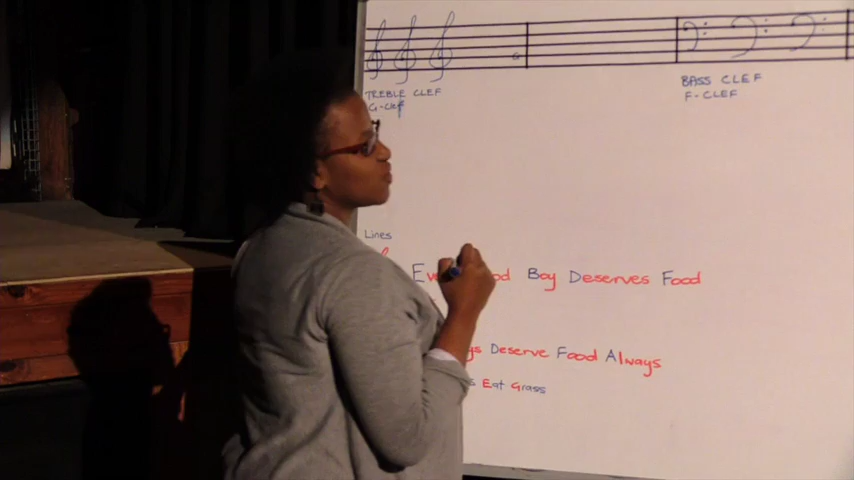 TREBLE CLEF BASS CLEF
G-Clef F-CLEF
Lines
Boy Deserves Food
Deserve Food Always
Eat Grass